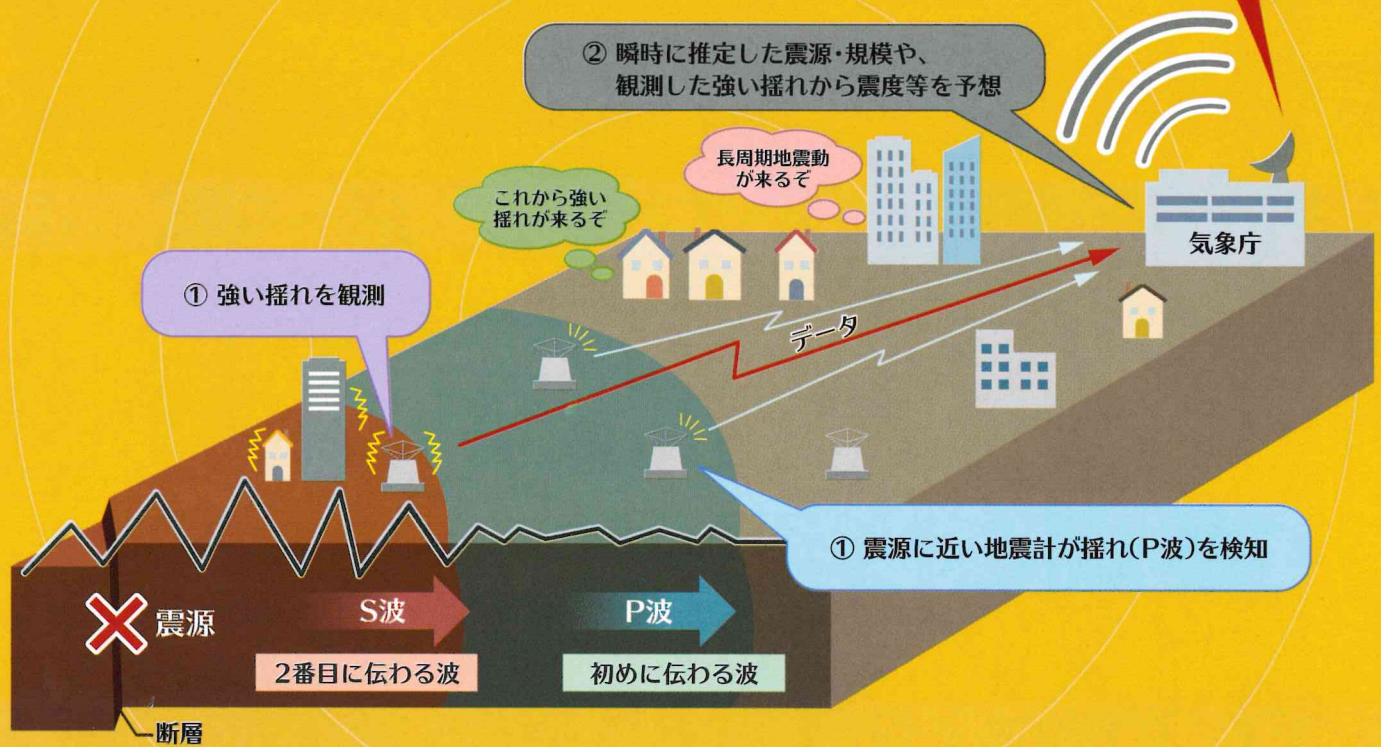 ② 瞬時に推定した震源・規模や、
観測した強い揺れから震度等を予想
長周期地震動
が来るぞ
これから強い
揺れが来るぞ
気象庁
① 強い揺れを観測
データ
① 震源に近い地震計が揺れ(P波)を検知
震源
S波
P波
2番目に伝わる波
初めに伝わる波
断層